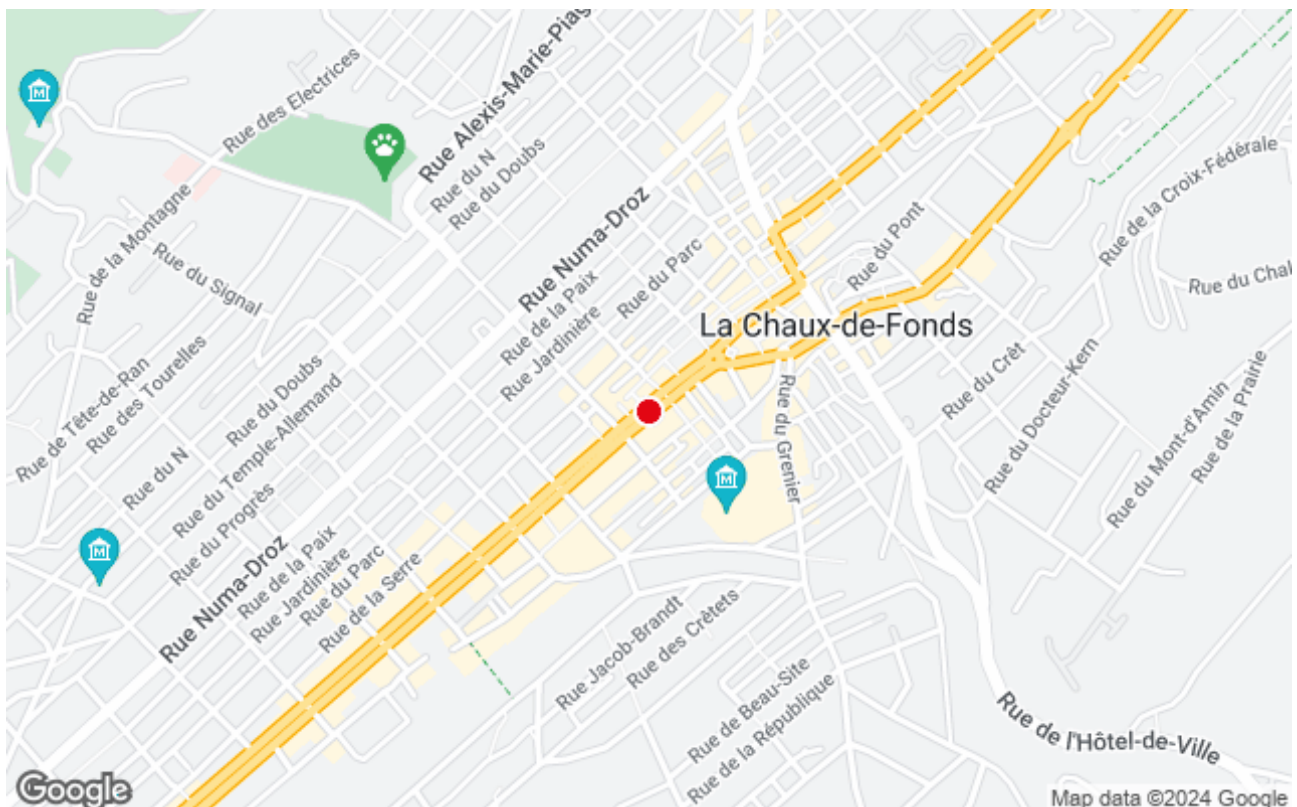 Rue Alexis-Marie-Piag
Rue des Electrices
Rue du N
Rue du Doubs
Rue de la Croix-Fédérale
Rue de la Montagne
Rue Numa-Droz
Rue du Pont
Rue du Parc
Rue du Signal
Rue de la Paix
Rue du Chal
Rue Jardinière
La Chaux-de-Fonds
Rue du Crêt
Rue de Tête-de-Ran
Rue des Tourelles
Rue du Doubs
Rue du Temple-Allemand
Rue du Grenier
Rue du Docteur-Kern
Rue du Mont-d'Amin
Rue de la Prairie
Rue du N
Rue du Progrès
M
M
M
Rue Numa-Droz
Rue de la Paix
Rue Jardinière
Rue du Parc
Rue de la Serre
Rue Jacob-Brandt
Rue des Crêtets
Rue de Beau-Site
Rue de la République
Rue de l'Hôtel-de-Ville
Google
Map data ©2024 Google